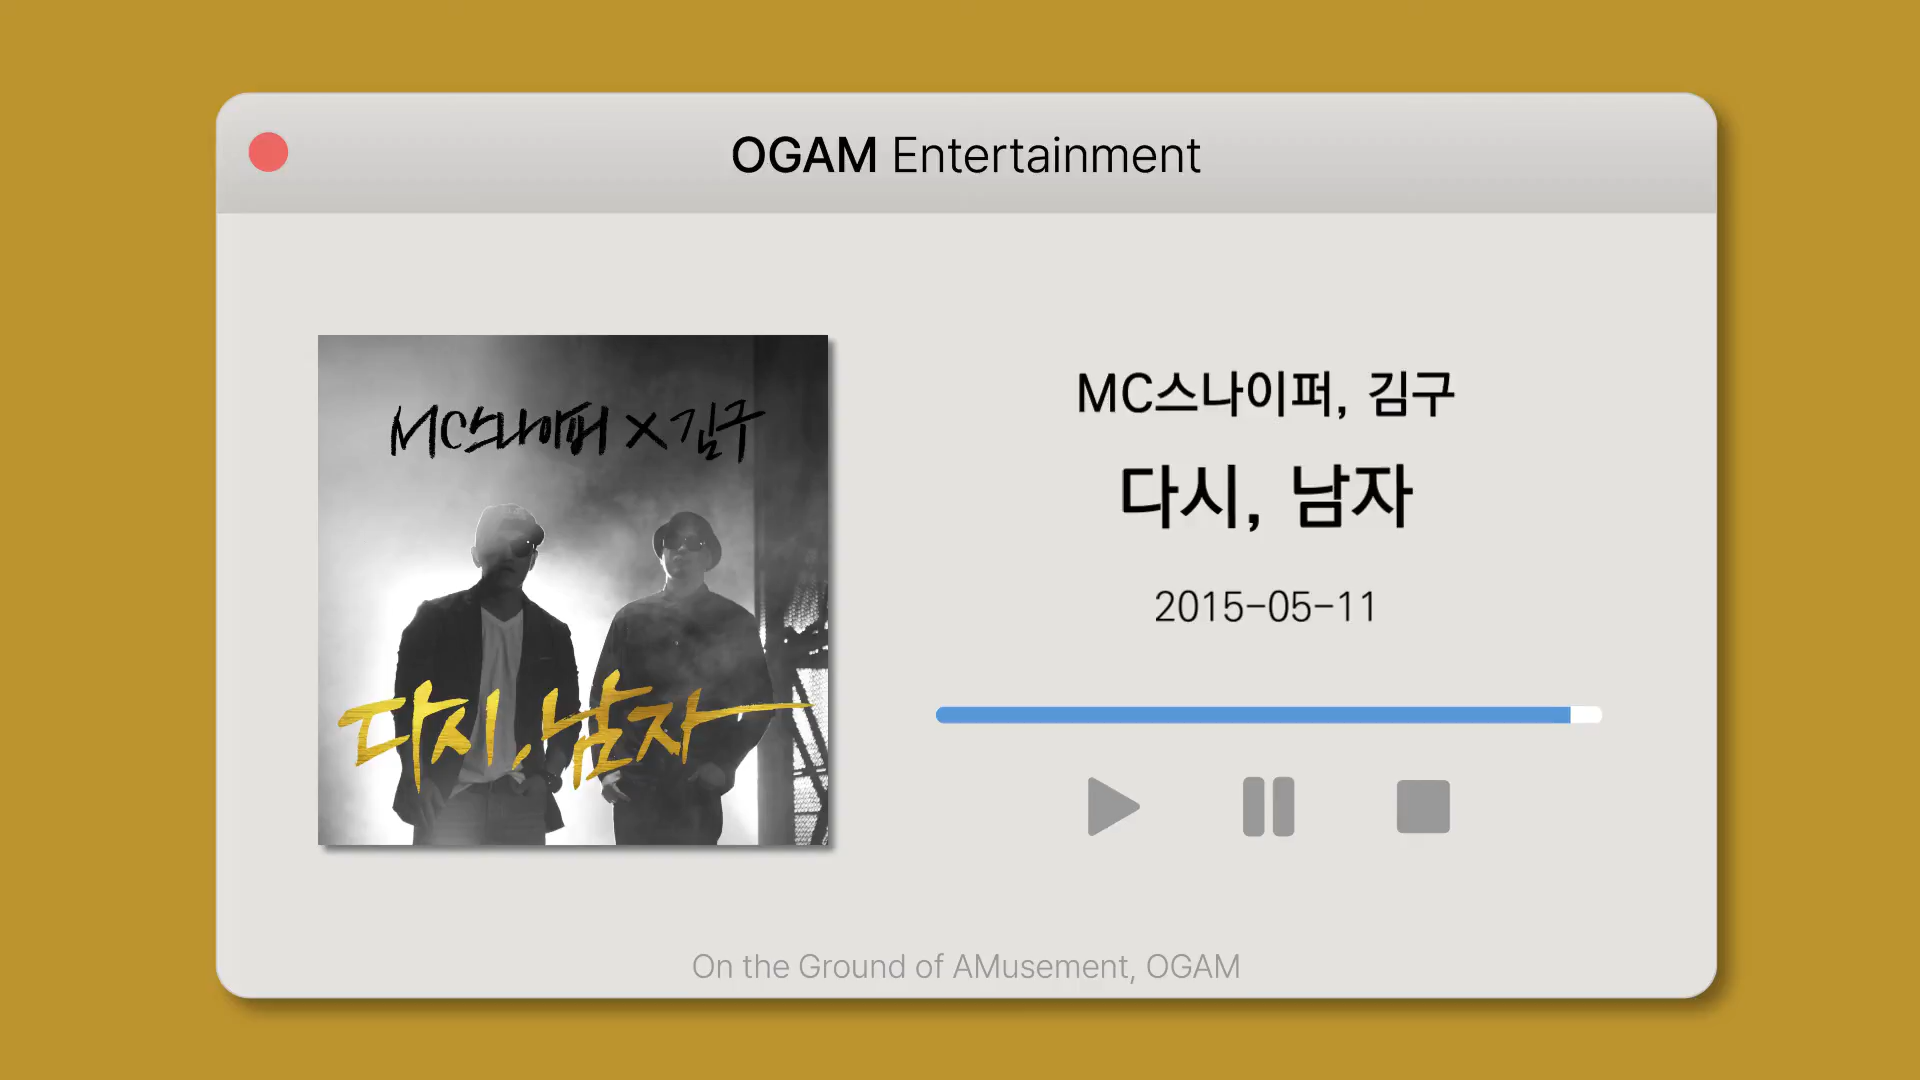 OGAM Entertainment
MC스나이퍼 X 김구
다시, 남자
MC스나이퍼, 김구
다시, 남자
2015-05-11
On the Ground of AMusement, OGAM